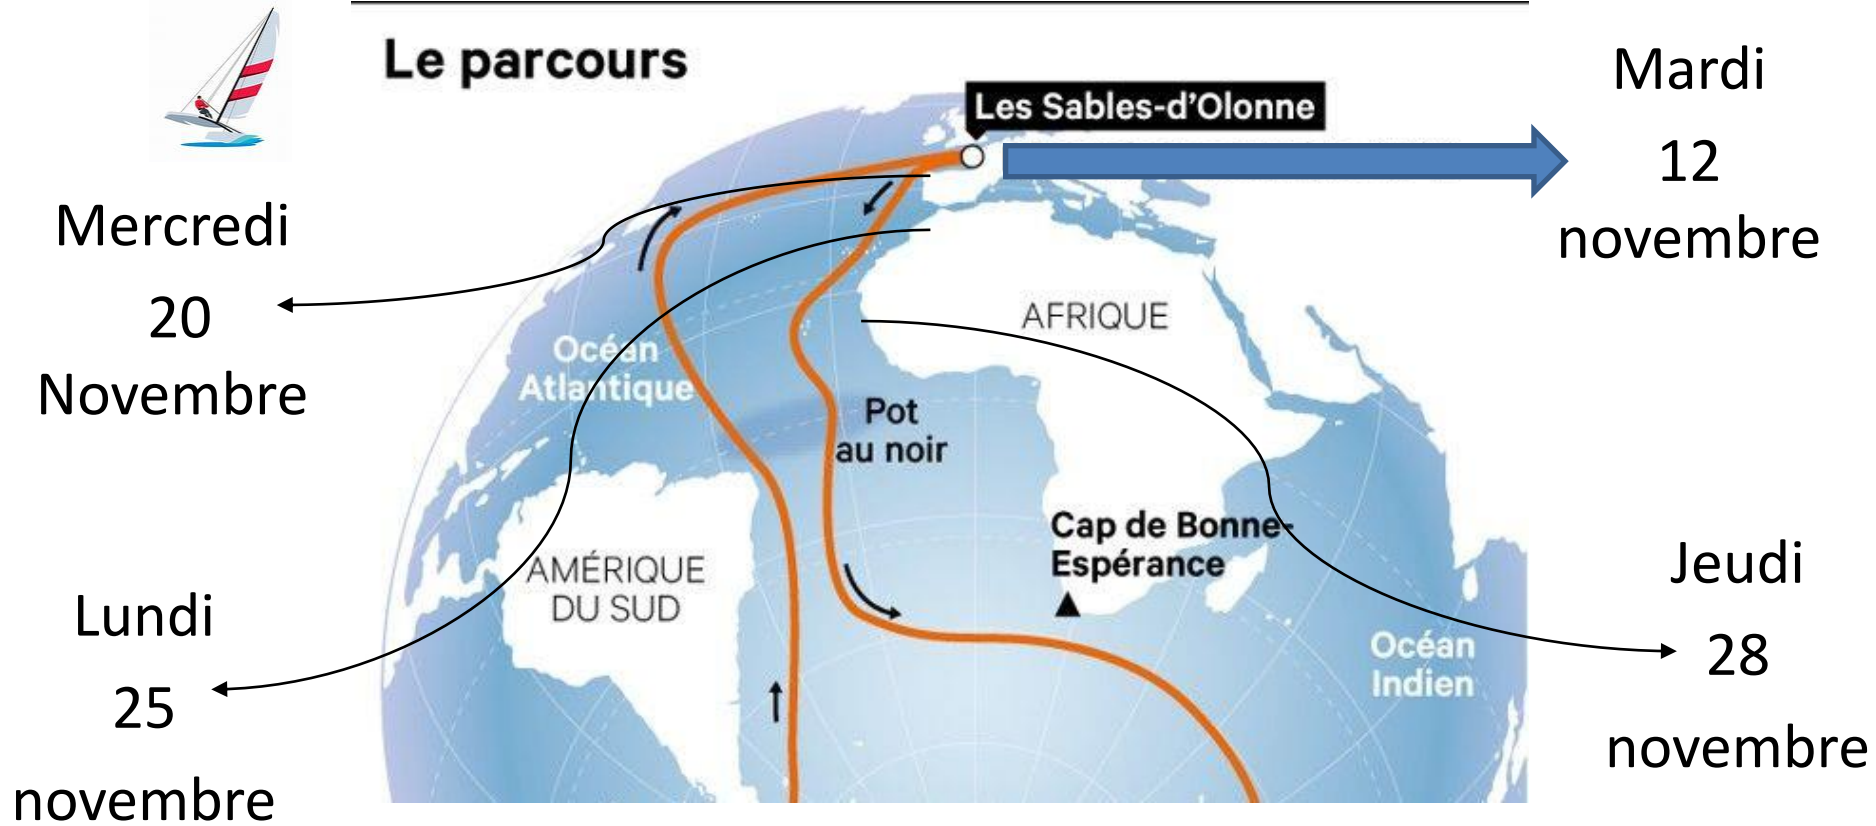 Le parcours
Les Sables-d'Olonne
Mardi
12
novembre
Mercredi
20
Novembre
AFRIQUE
Océan
Atlantique
Pot
au noir
Cap de Bonne-
Espérance
AMÉRIQUE
DU SUD
Lundi
25
novembre
Océan
Indien
Jeudi
28
novembre